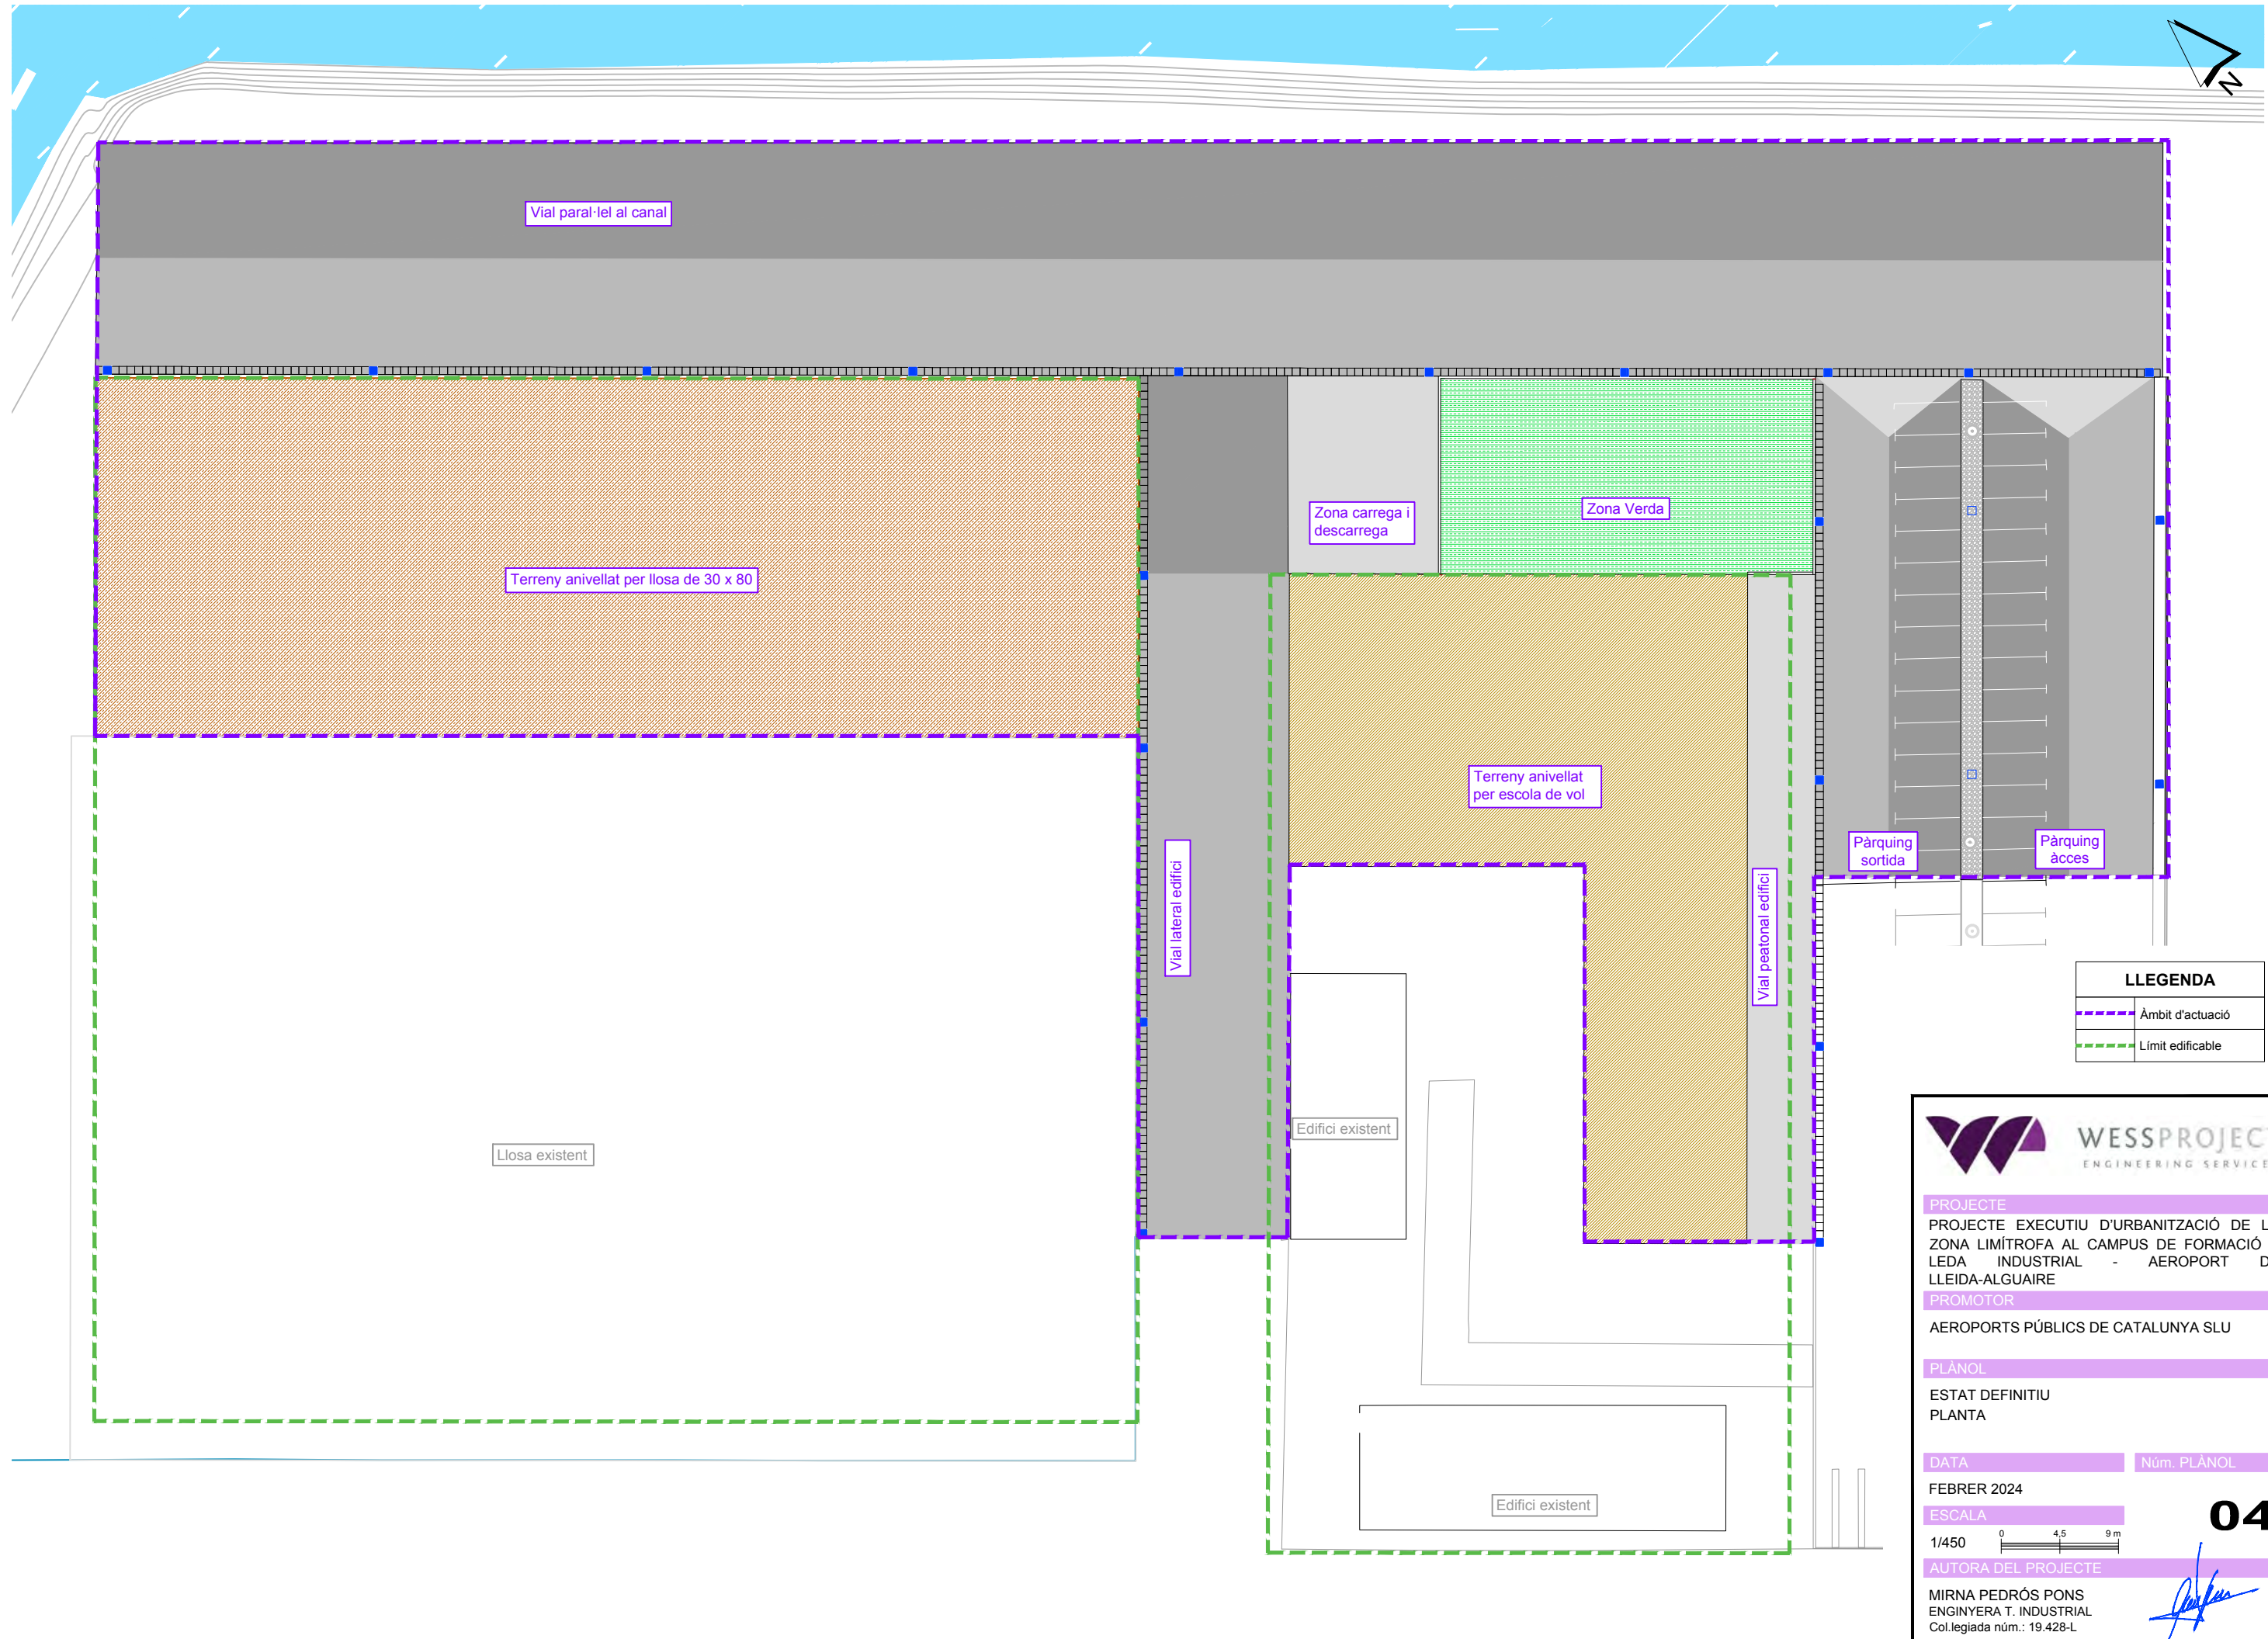 N
Vial paral·lel al canal
Zona carrega i
descarrega
Zona Verda
Terreny anivellat per llosa de 30 x 80
Terreny anivellat
per escola de vol
Vial lateral edifici
Vial peatonal edifici
Pàrquing
sortida
Pàrquing
àcces
LLEGENDA
Àmbit d'actuació
Límit edificable
Edifici existent
Llosa existent
Edifici existent
WESSPROJEC
ENGINEERING SERVICE
PROJECTE
PROJECTE EXECUTIU D'URBANITZACIÓ DE L
ZONA LIMÍTROFA AL CAMPUS DE FORMACIÓ
LEDA INDUSTRIAL - AEROPORT D
LLEIDA-ALGUAIRE
PROMOTOR
AEROPORTS PÚBLICS DE CATALUNYA SLU
PLÀNOL
ESTAT DEFINITIU
PLANTA
DATA
Núm. PLÀNOL
FEBRER 2024
04
ESCALA
1/450
0 4,5 9 m
AUTORA DEL PROJECTE
MIRNA PEDRÓS PONS
ENGINYERA T. INDUSTRIAL
Col.legiada núm.: 19.428-L